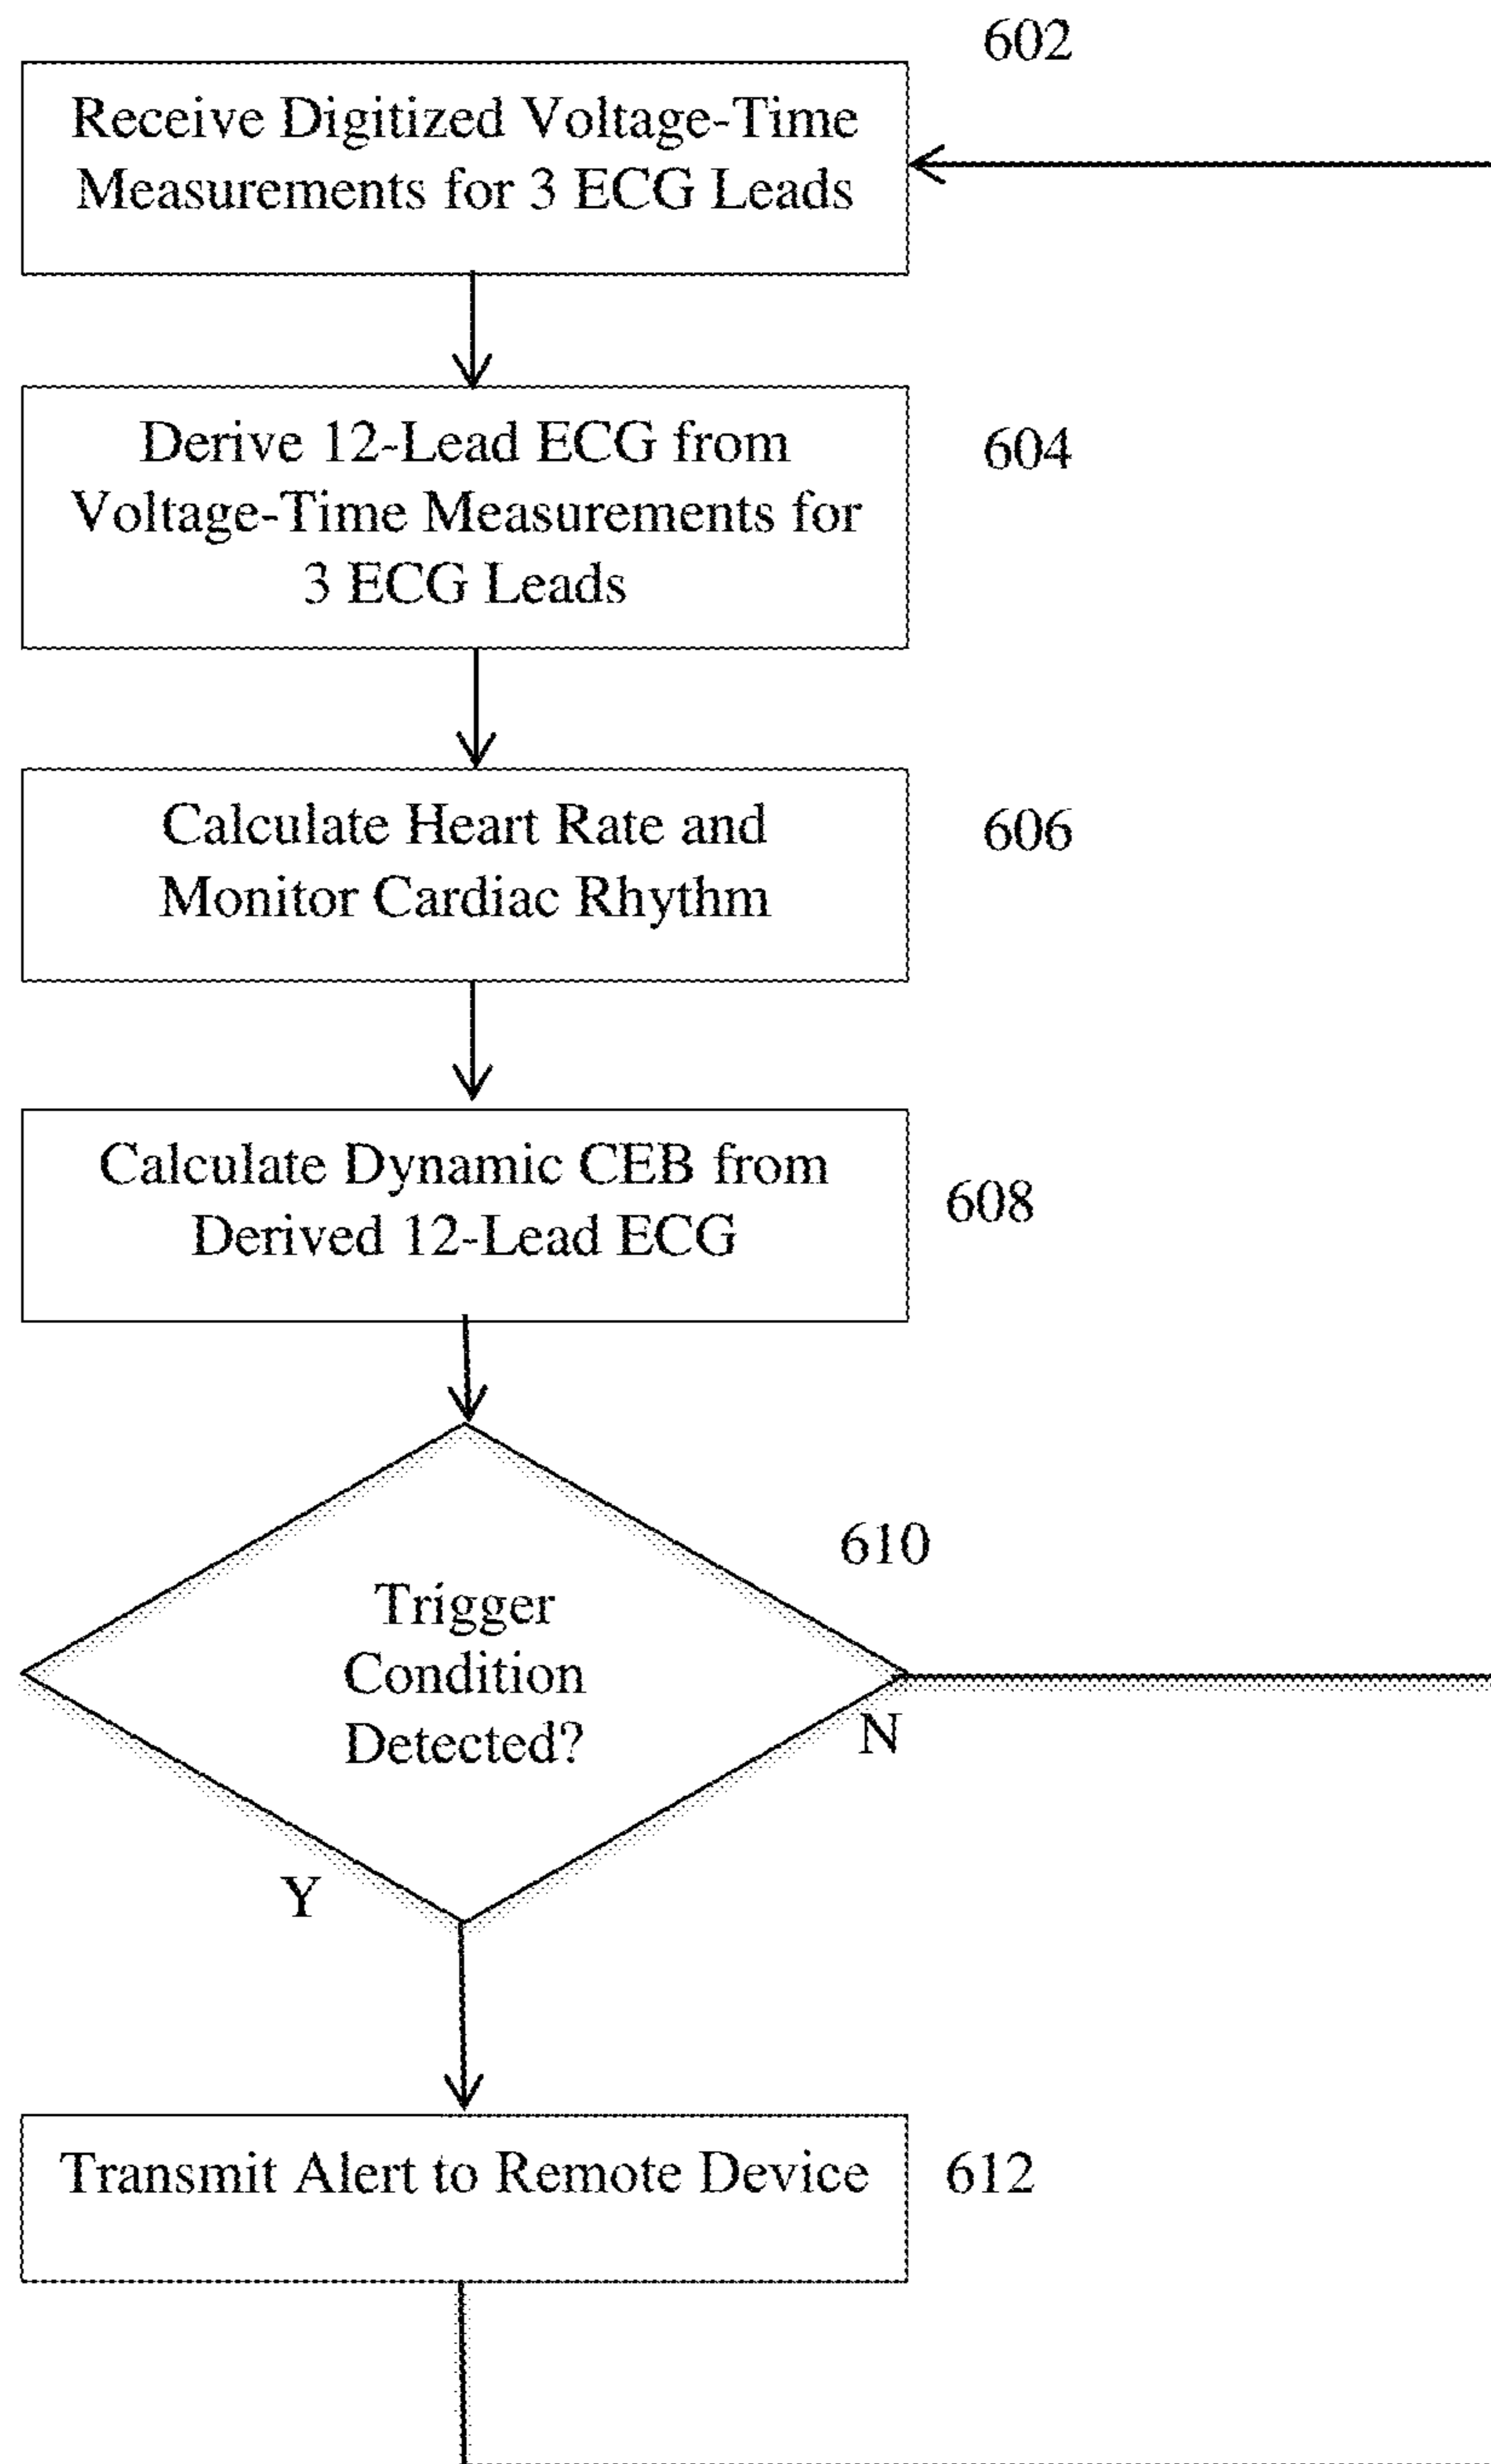 602
Receive Digitized Voltage-Time
Measurements for 3 ECG Leads
Derive 12-Lead ECG from
Voltage-Time Measurements for
3 ECG Leads
604
Calculate Heart Rate and
Monitor Cardiac Rhythm
606
Calculate Dynamic CEB from
Derived 12-Lead ECG
608
610
Trigger
Condition
Detected?
N
Y
Transmit Alert to Remote Device
612